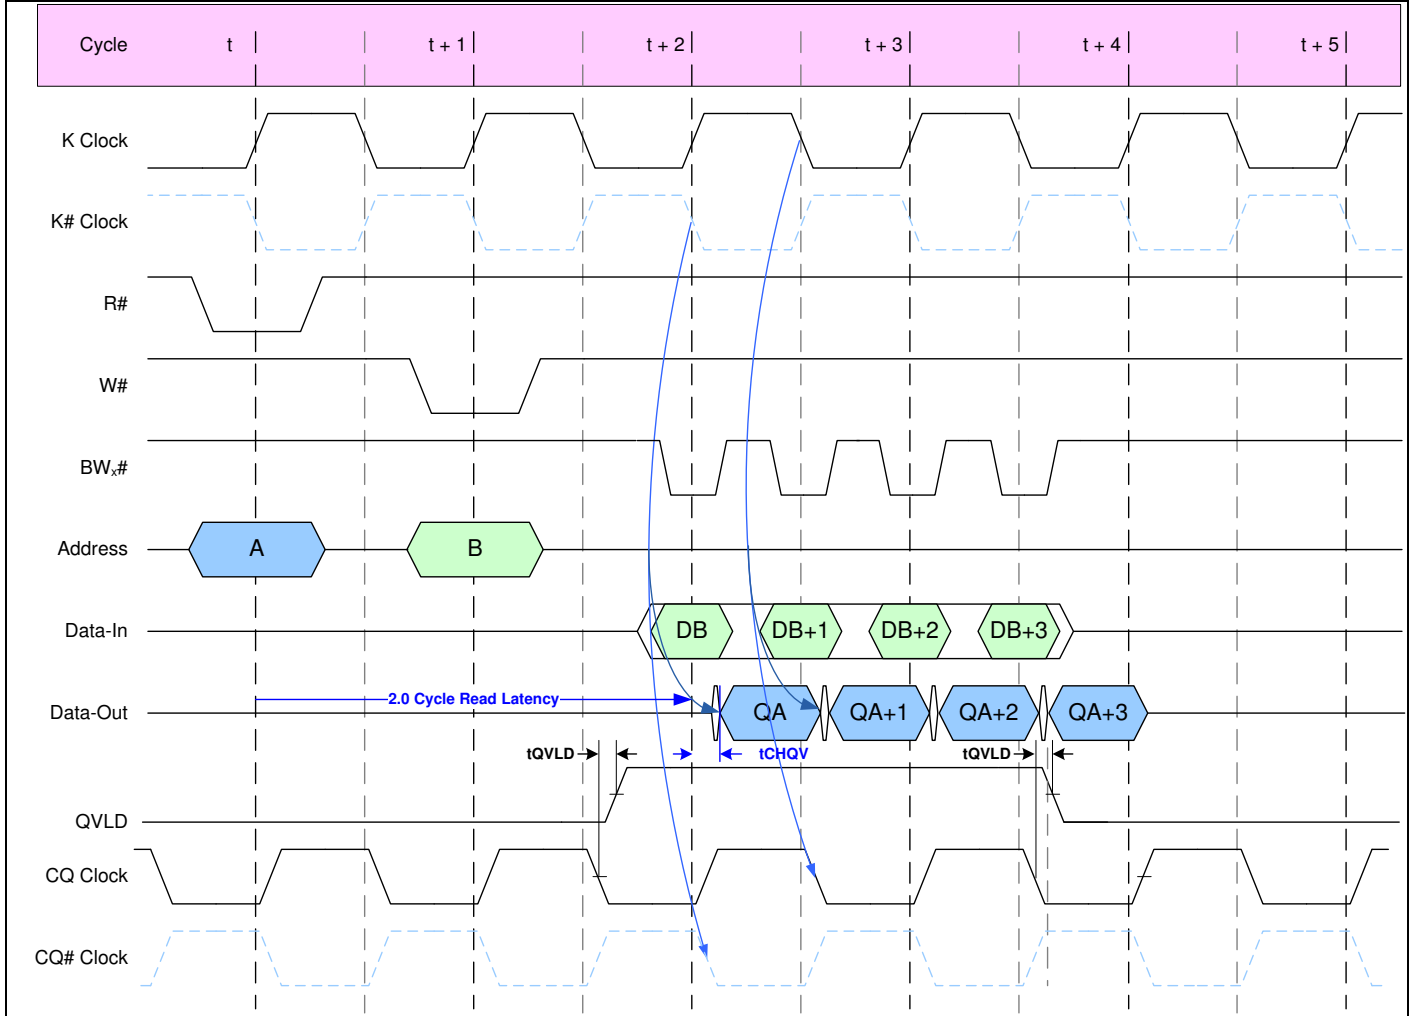 Cycle t t + 1 t + 2 t + 3 t + 4 t + 5
K Clock
K# Clock
R#
W#
BWx#
Address A B
Data-In DB DB+1 DB+2 DB+3
2.0 Cycle Read Latency
Data-Out QA QA+1 QA+2 QA+3
tQVLD tCHQV tQVLD
QVLD
CQ Clock
CQ# Clock